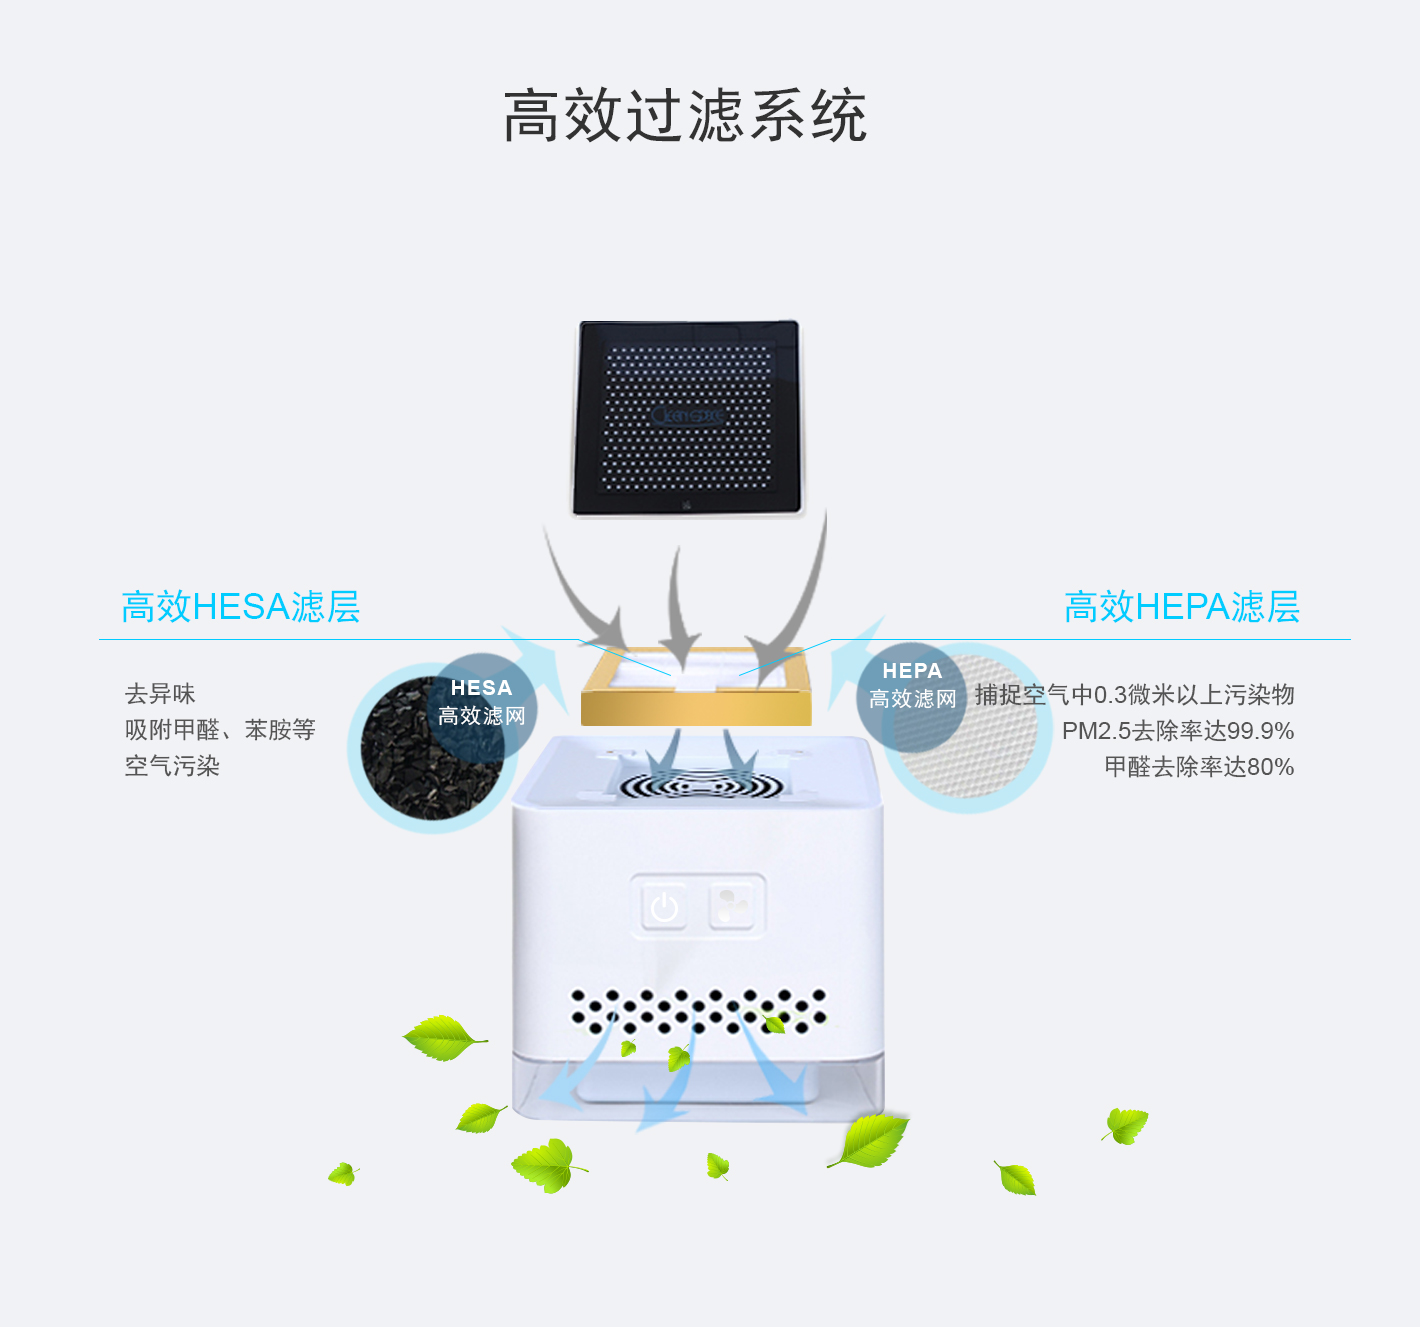 高效过滤系统
Clean Space
高效HESA滤层
去异味
吸附甲醛、苯胺等
空气污染
HESA
高效滤网
高效HEPA滤层
HEPA
高效滤网
捕捉空气中0.3微米以上污染物
PM2.5去除率达99.9%
甲醛去除率达80%